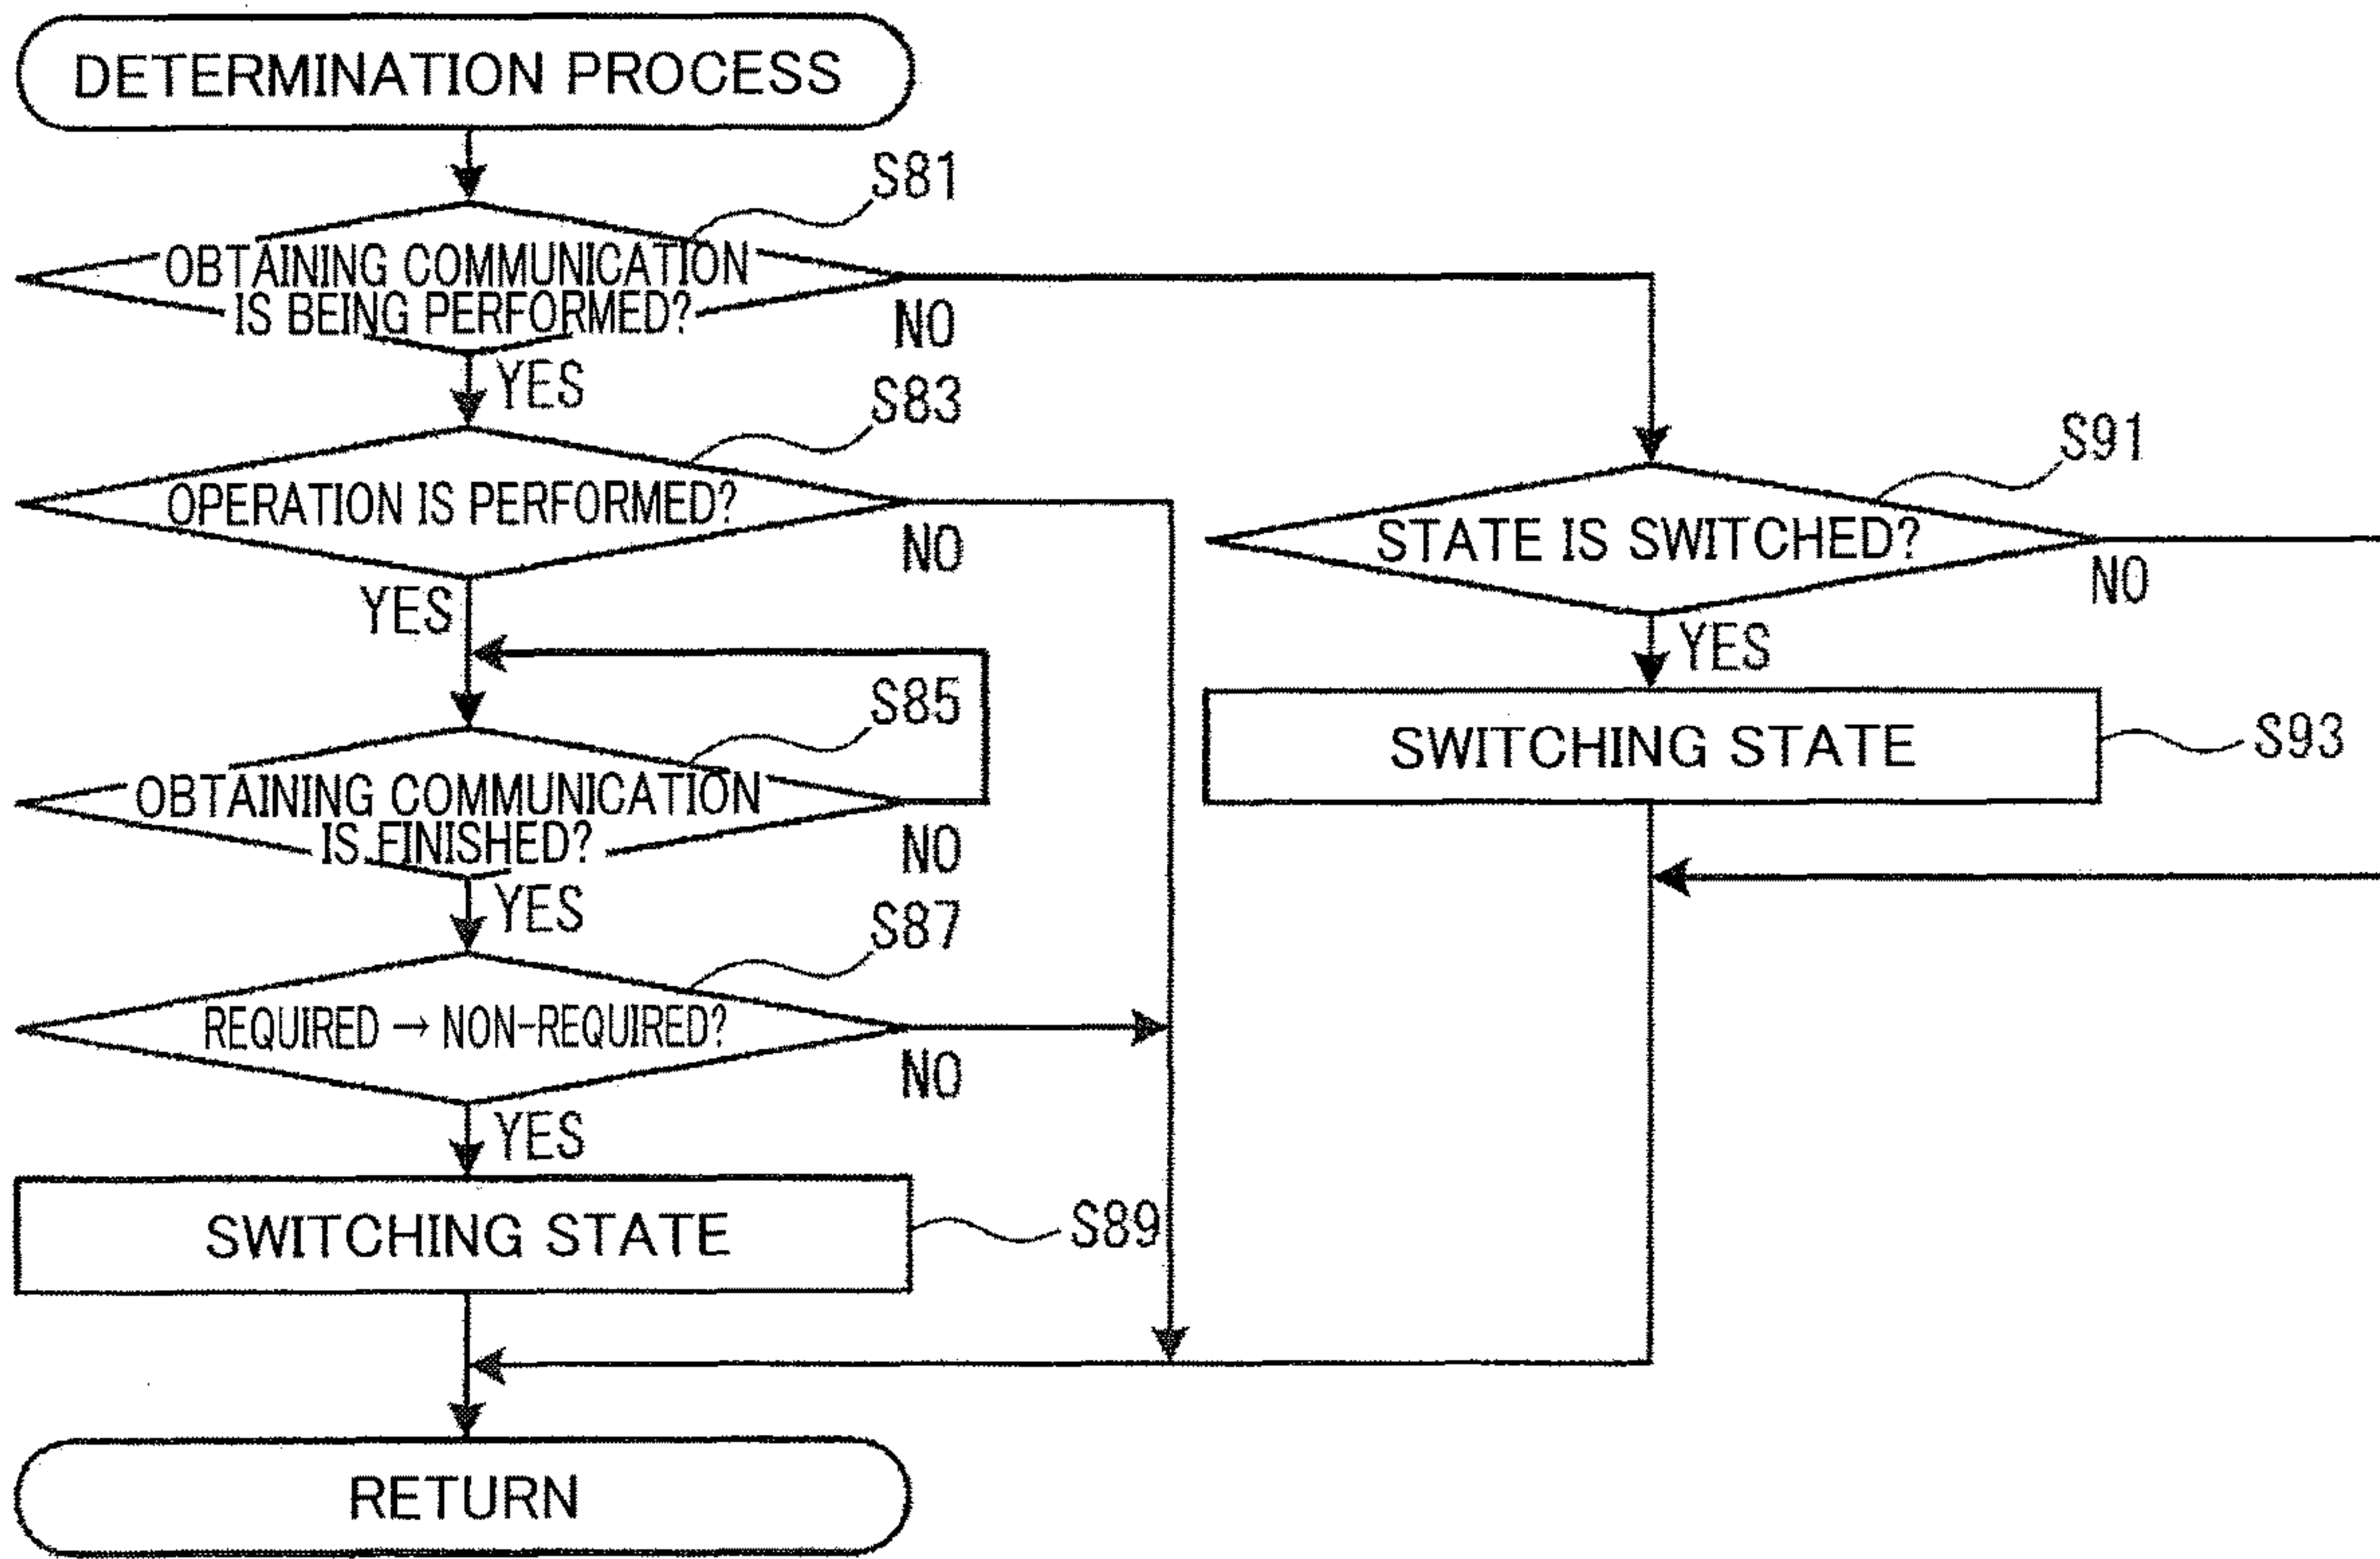 DETERMINATION PROCESS
S81
OBTAINING COMMUNICATION
IS BEING PERFORMED?
NO
YES
S83
OPERATION IS PERFORMED?
NO
YES
S85
OBTAINING COMMUNICATION
IS FINISHED?
NO
YES
S87
REQUIRED → NON-REQUIRED?
NO
YES
SWITCHING STATE
S89
RETURN
S91
STATE IS SWITCHED?
NO
YES
SWITCHING STATE
S93